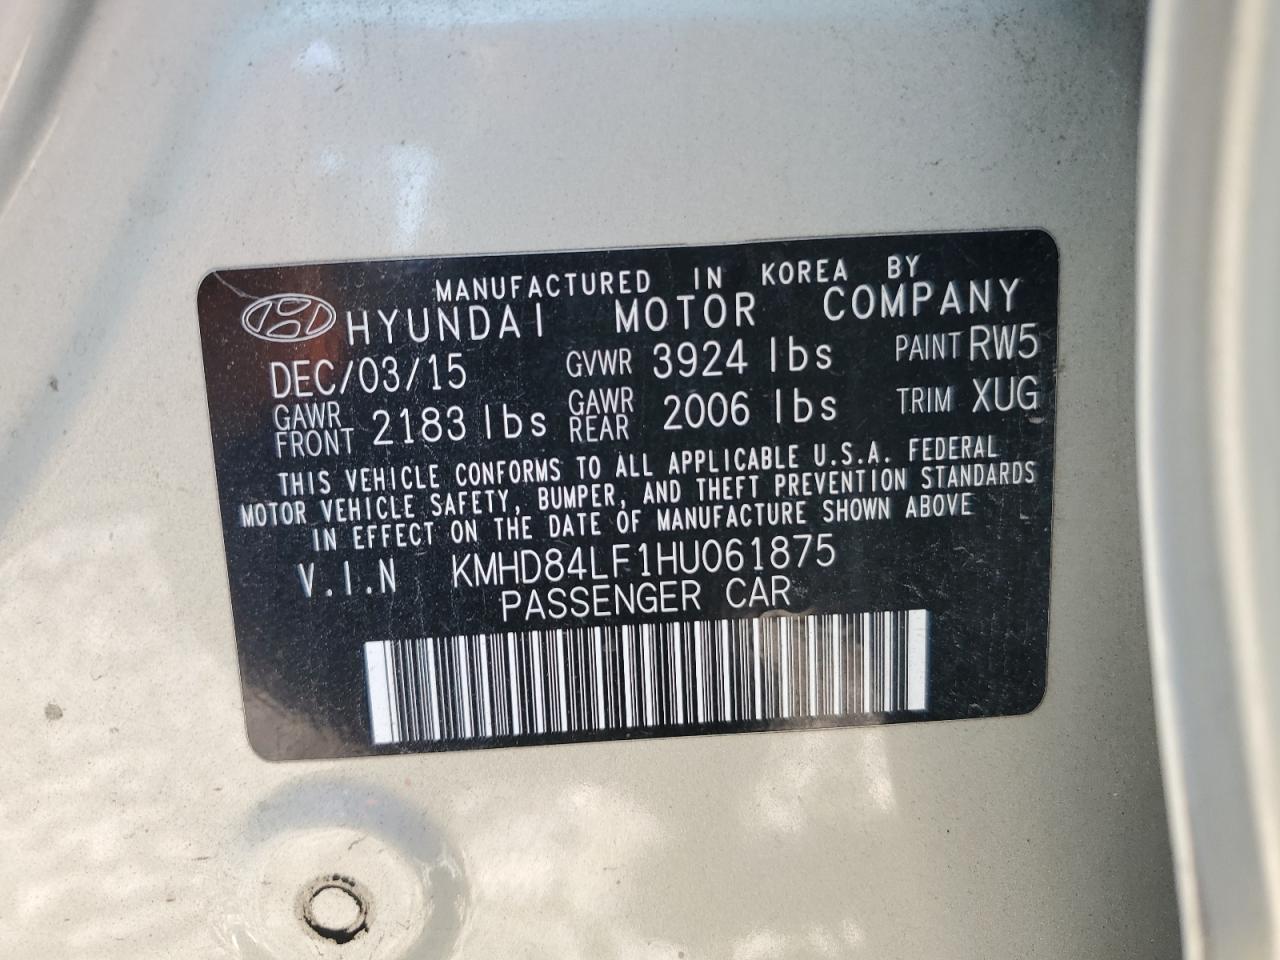 MANUFACTURED IN KOREA BY
HYUNDAI MOTOR COMPANY
DEC/03/15 GVWR 3924 lbs PAINT RW5
GAWR FRONT 2183 lbs GAWR REAR 2006 lbs TRIM XUG
THIS VEHICLE CONFORMS TO ALL APPLICABLE U.S.A. FEDERAL
MOTOR VEHICLE SAFETY, BUMPER, AND THEFT PREVENTION STANDARDS
IN EFFECT ON THE DATE OF MANUFACTURE SHOWN ABOVE
V.I.N KMHD84LF1HU061875
PASSENGER CAR